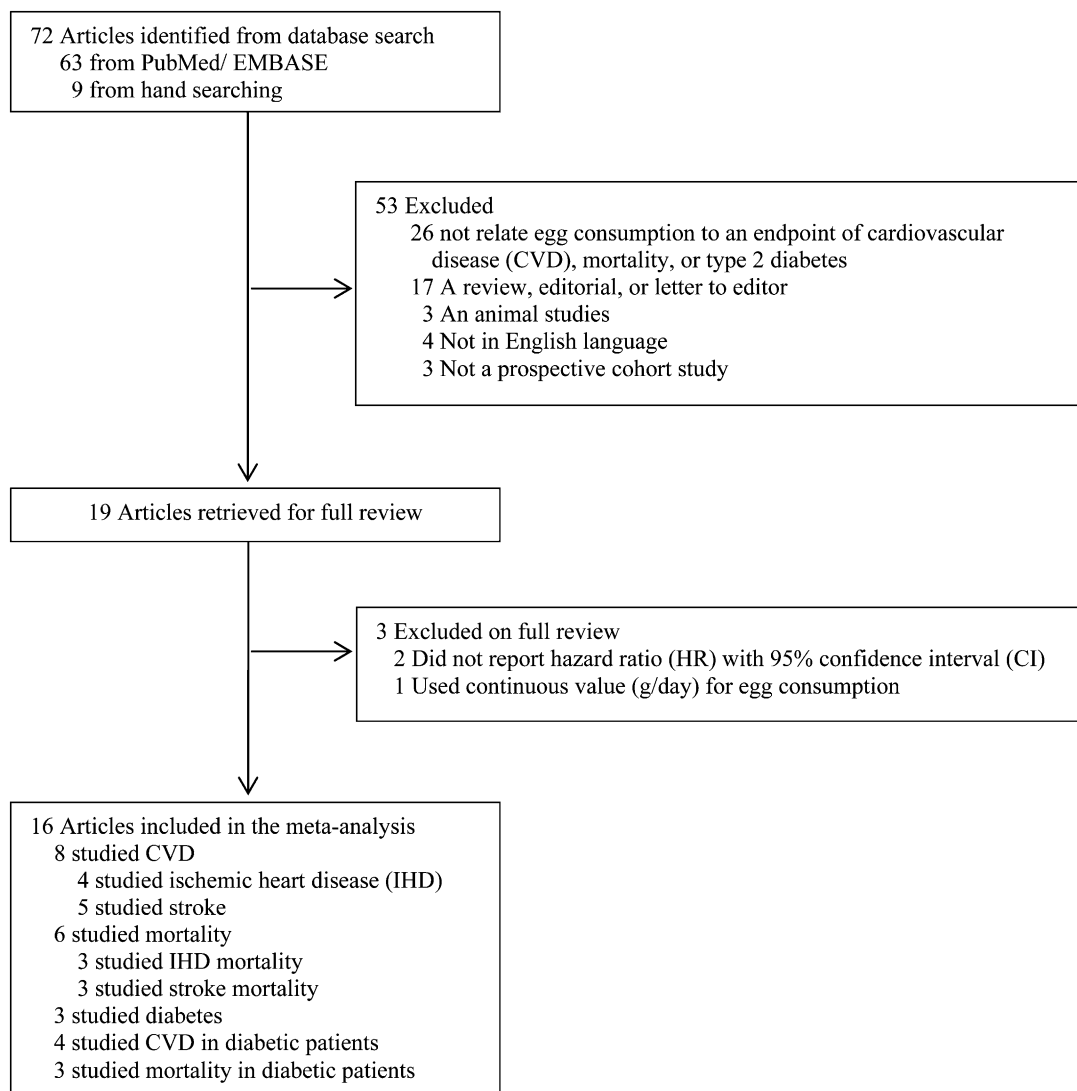 72 Articles identified from database search
63 from PubMed/ EMBASE
9 from hand searching
53 Excluded
26 not relate egg consumption to an endpoint of cardiovascular
disease (CVD), mortality, or type 2 diabetes
17 A review, editorial, or letter to editor
3 An animal studies
4 Not in English language
3 Not a prospective cohort study
19 Articles retrieved for full review
3 Excluded on full review
2 Did not report hazard ratio (HR) with 95% confidence interval (CI)
1 Used continuous value (g/day) for egg consumption
16 Articles included in the meta-analysis
8 studied CVD
4 studied ischemic heart disease (IHD)
5 studied stroke
6 studied mortality
3 studied IHD mortality
3 studied stroke mortality
3 studied diabetes
4 studied CVD in diabetic patients
3 studied mortality in diabetic patients